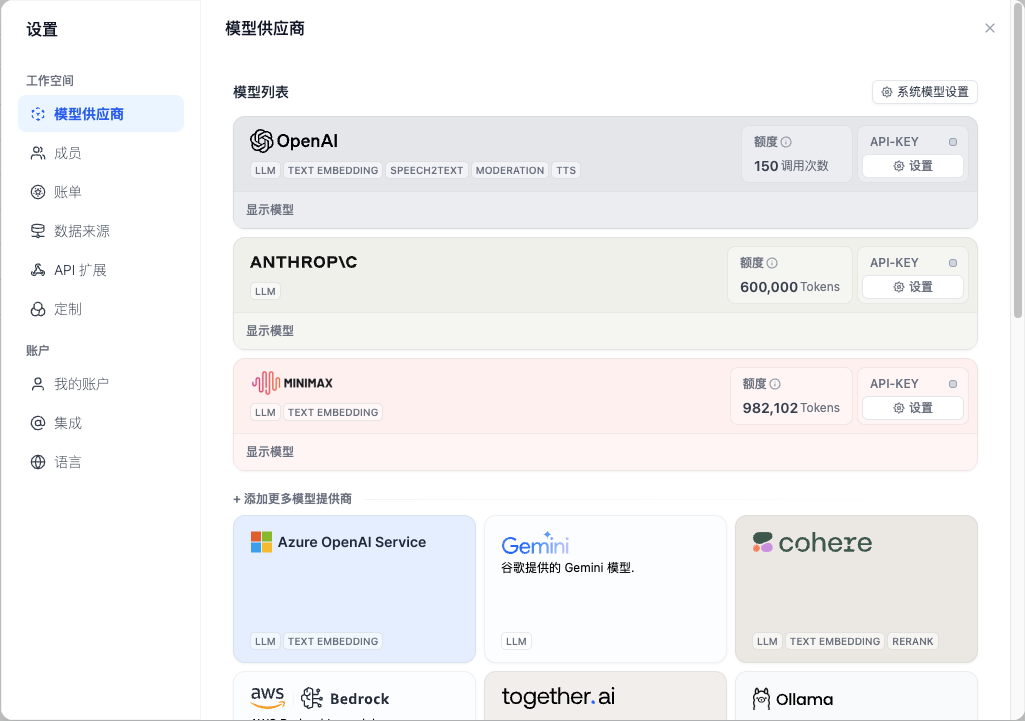 设置
工作空间
模型供应商
成员
账单
数据来源
API 扩展
定制
账户
我的账户
集成
语言
模型供应商
模型列表
系统模型设置
OpenAI
LLM TEXT EMBEDDING SPEECH2TEXT MODERATION TTS
额度
150 调用次数
API-KEY
设置
显示模型
ANTHROP\C
LLM
额度
600,000 Tokens
API-KEY
设置
显示模型
MINIMAX
LLM TEXT EMBEDDING
额度
982,102 Tokens
API-KEY
设置
显示模型
+ 添加更多模型提供商
Azure OpenAI Service
LLM TEXT EMBEDDING
Gemini
谷歌提供的 Gemini 模型.
LLM
cohere
LLM TEXT EMBEDDING RERANK
aws Bedrock
together.ai
Ollama